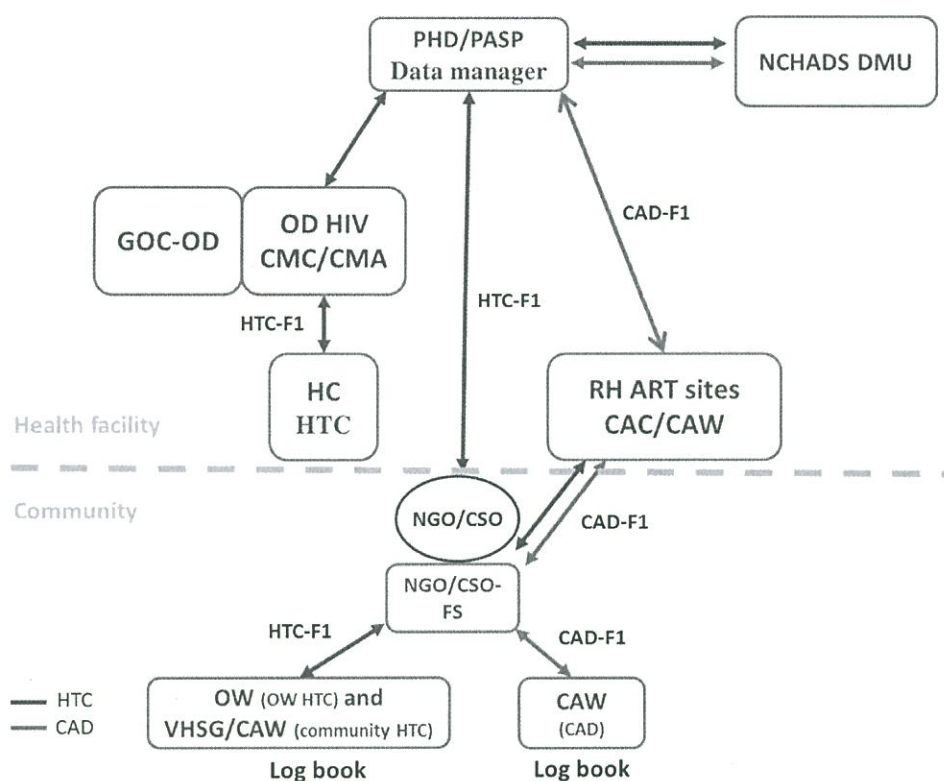 PHD/PASP
Data manager
NCHADS DMU
GOC-OD
OD HIV
CMC/CMA
CAD-F1
HTC-F1
HTC-F1
HC
HTC
RH ART sites
CAC/CAW
Health facility
Community
NGO/CSO
CAD-F1
NGO/CSO-
FS
HTC-F1
CAD-F1
HTC
CAD
OW (OW HTC) and
VHSG/CAW (community HTC)
CAW
(CAD)
Log book
Log book